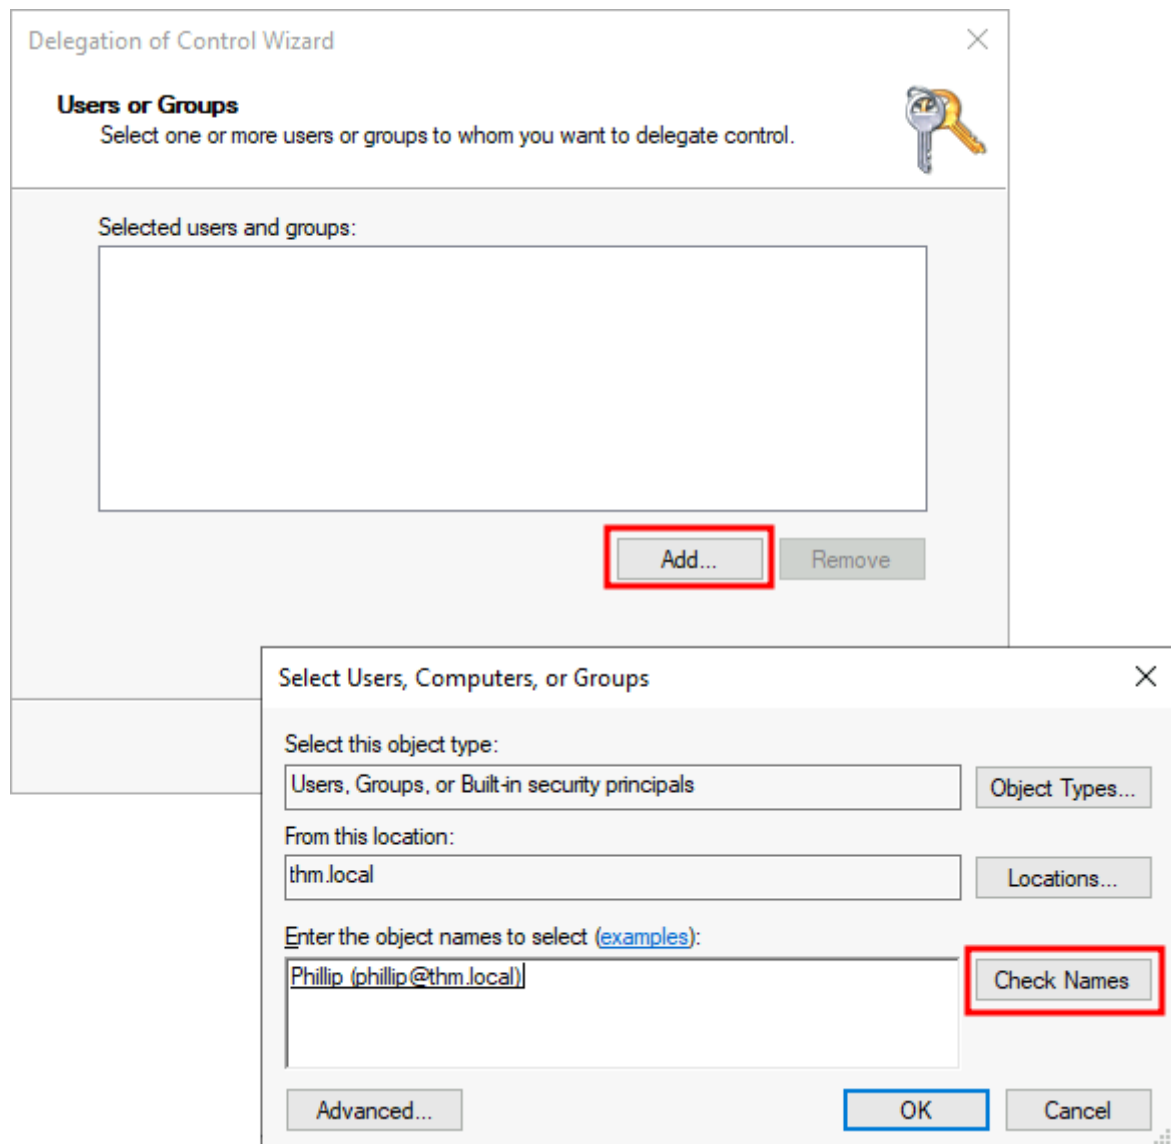 Delegation of Control Wizard
Users or Groups
Select one or more users or groups to whom you want to delegate control.
Selected users and groups:
Add...
Remove
Select Users, Computers, or Groups
Select this object type:
Users, Groups, or Built-in security principals
Object Types...
From this location:
thm.local
Locations...
Enter the object names to select (examples):
Phillip (phillip@thm.local)
Check Names
Advanced...
OK
Cancel